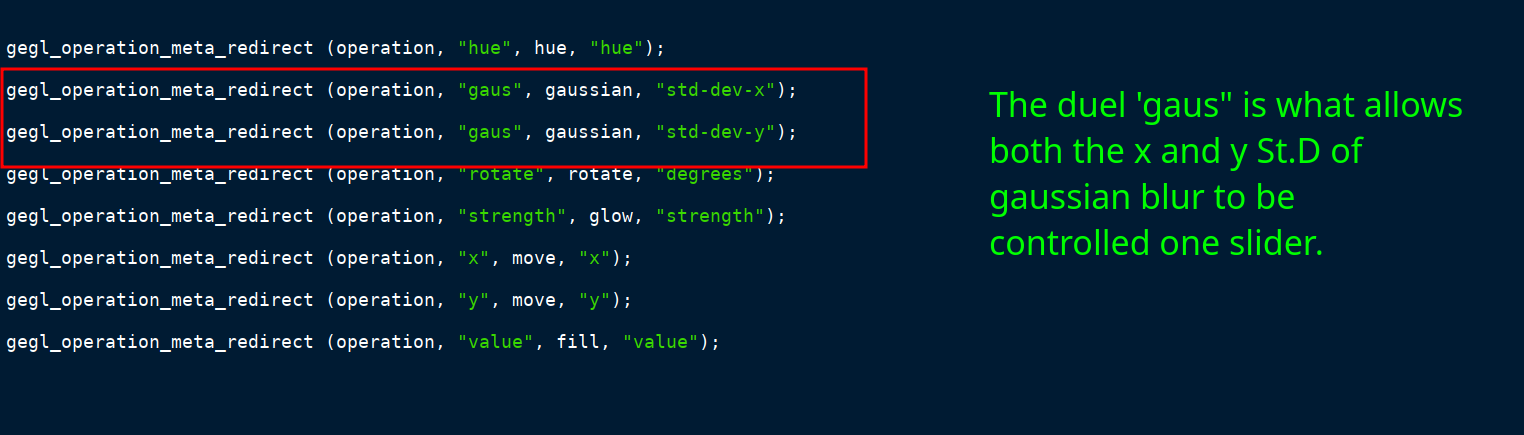 gegl_operation_meta_redirect (operation, "hue", hue, "hue");
gegl_operation_meta_redirect (operation, "gaus", gaussian, "std-dev-x");
gegl_operation_meta_redirect (operation, "gaus", gaussian, "std-dev-y");
gegl_operation_meta_redirect (operation, "rotate", rotate, "degrees");
gegl_operation_meta_redirect (operation, "strength", glow, "strength");
gegl_operation_meta_redirect (operation, "x", move, "x");
gegl_operation_meta_redirect (operation, "y", move, "y");
gegl_operation_meta_redirect (operation, "value", fill, "value");
The duel 'gaus" is what allows
both the x and y St.D of
gaussian blur to be
controlled one slider.